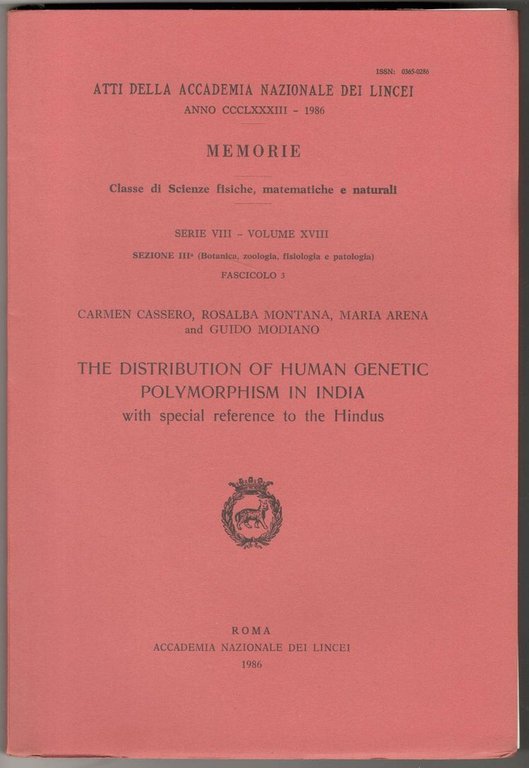 ISSN: 0365-0286
ATTI DELLA ACCADEMIA NAZIONALE DEI LINCEI
ANNO CCCLXXXIII - 1986
MEMORIE
Classe di Scienze fisiche, matematiche e naturali
SERIE VIII - VOLUME XVIII
SEZIONE IIIª (Botanica, zoologia, fisiologia e patologia)
FASCICOLO 3
CARMEN CASSERO, ROSALBA MONTANA, MARIA ARENA
and GUIDO MODIANO
THE DISTRIBUTION OF HUMAN GENETIC
POLYMORPHISM IN INDIA
with special reference to the Hindus
ROMA
ACCADEMIA NAZIONALE DEI LINCEI
1986